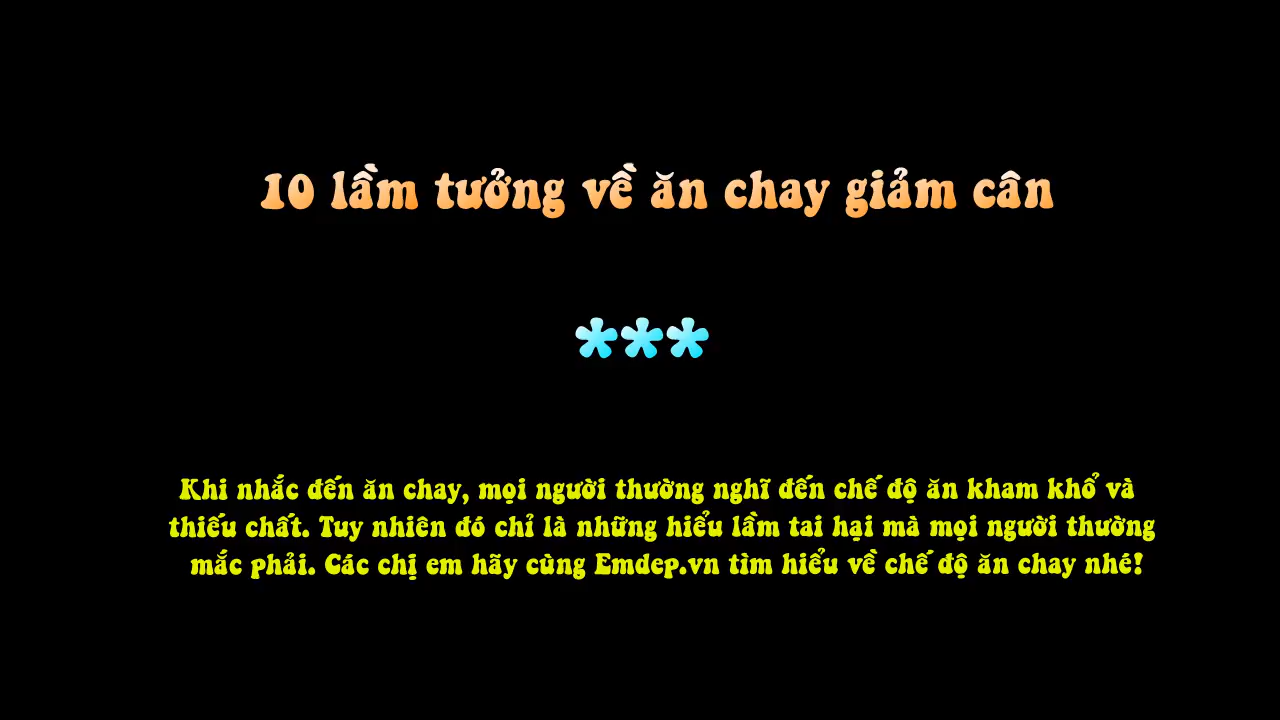 10 lầm tưởng về ăn chay giảm cân
***
Khi nhắc đến ăn chay, mọi người thường nghĩ đến chế độ ăn kham khổ và
thiếu chất. Tuy nhiên đó chỉ là những hiểu lầm tai hại mà mọi người thường
mắc phải. Các chị em hãy cùng Emdep.vn tìm hiểu về chế độ ăn chay nhé!